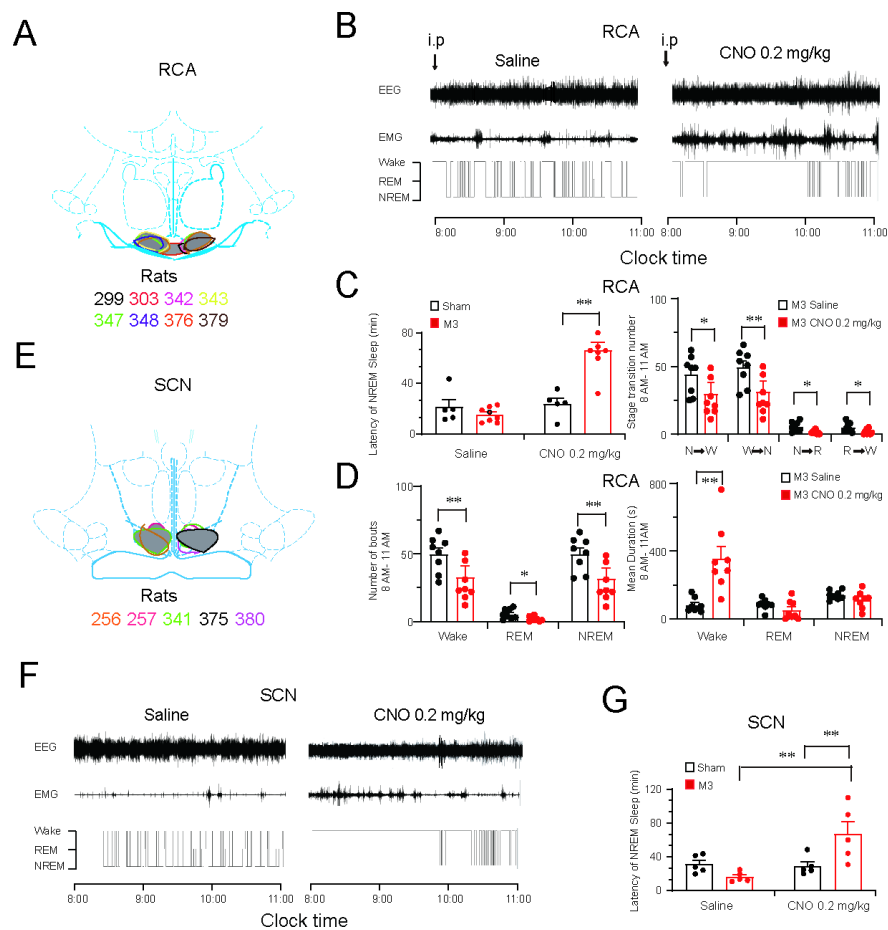 A
RCA
Rats
299 303 342 343
347 348 376 379
B
RCA
i.p
Saline
i.p
CNO 0.2 mg/kg
EEG
EMG
Wake
REM
NREM
8:00 9:00 10:00 11:00
8:00 9:00 10:00 11:00
Clock time
C
RCA
Latency of NREM Sleep (min)
Sham
M3
**
80
40
0
Saline CNO 0.2 mg/kg
Stage transition number
8 AM- 11 AM
M3 Saline
M3 CNO 0.2 mg/kg
* ** * *
100
75
50
25
0
N➡W W➡N N➡R R➡W
D
RCA
Number of bouts
8 AM- 11 AM
** * **
100
50
0
Wake REM NREM
Mean Duration (s)
8 AM- 11AM
M3 Saline
M3 CNO 0.2 mg/kg
**
800
400
0
Wake REM NREM
E
SCN
Rats
256 257 341 375 380
F
SCN
Saline
CNO 0.2 mg/kg
EEG
EMG
Wake
REM
NREM
8:00 9:00 10:00 11:00
8:00 9:00 10:00 11:00
Clock time
G
SCN
Latency of NREM Sleep (min)
Sham
M3
**
**
120
80
40
0
Saline CNO 0.2 mg/kg